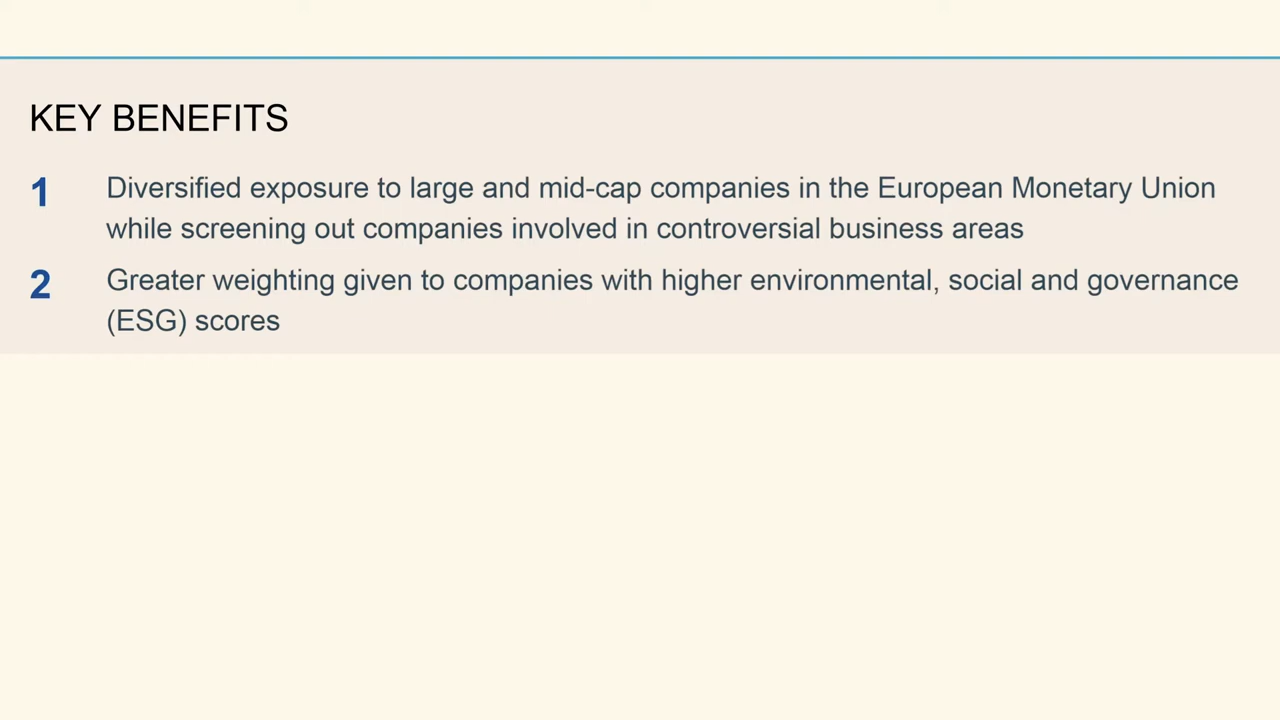 KEY BENEFITS
1 Diversified exposure to large and mid-cap companies in the European Monetary Union
while screening out companies involved in controversial business areas
2 Greater weighting given to companies with higher environmental, social and governance
(ESG) scores